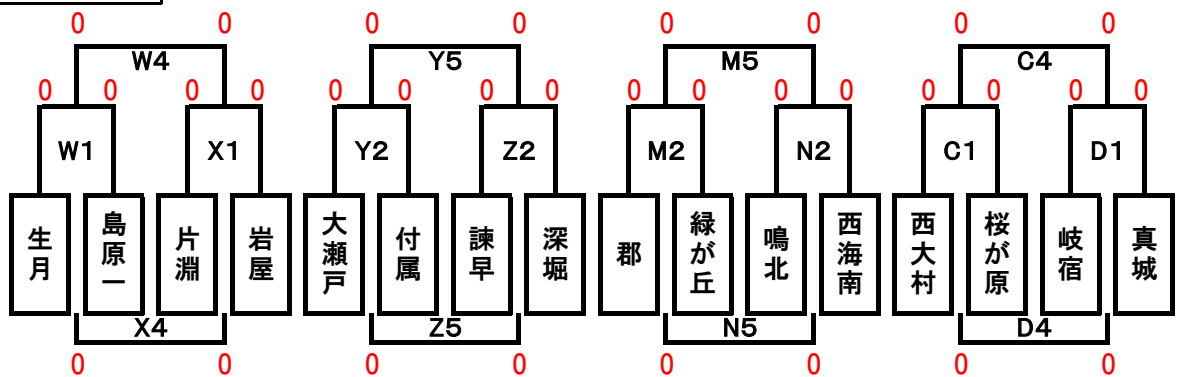 0 0 0 0 0 0 0 0
W4 Y5 M5 C4
0 0 0 0 0 0 0 0 0 0 0 0 0 0 0 0
W1 X1 Y2 Z2 M2 N2 C1 D1
生月
島原一
片淵
岩屋
大瀬戸
付属
諫早
深堀
郡
緑が丘
鳴北
西海南
西大村
桜が原
岐宿
真城
X4 Z5 N5 D4
0 0 0 0 0 0 0 0